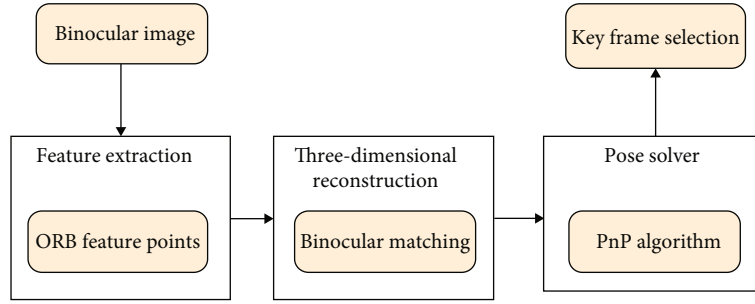 Binocular image
Key frame selection
Feature extraction
ORB feature points
Three-dimensional
reconstruction
Binocular matching
Pose solver
PnP algorithm